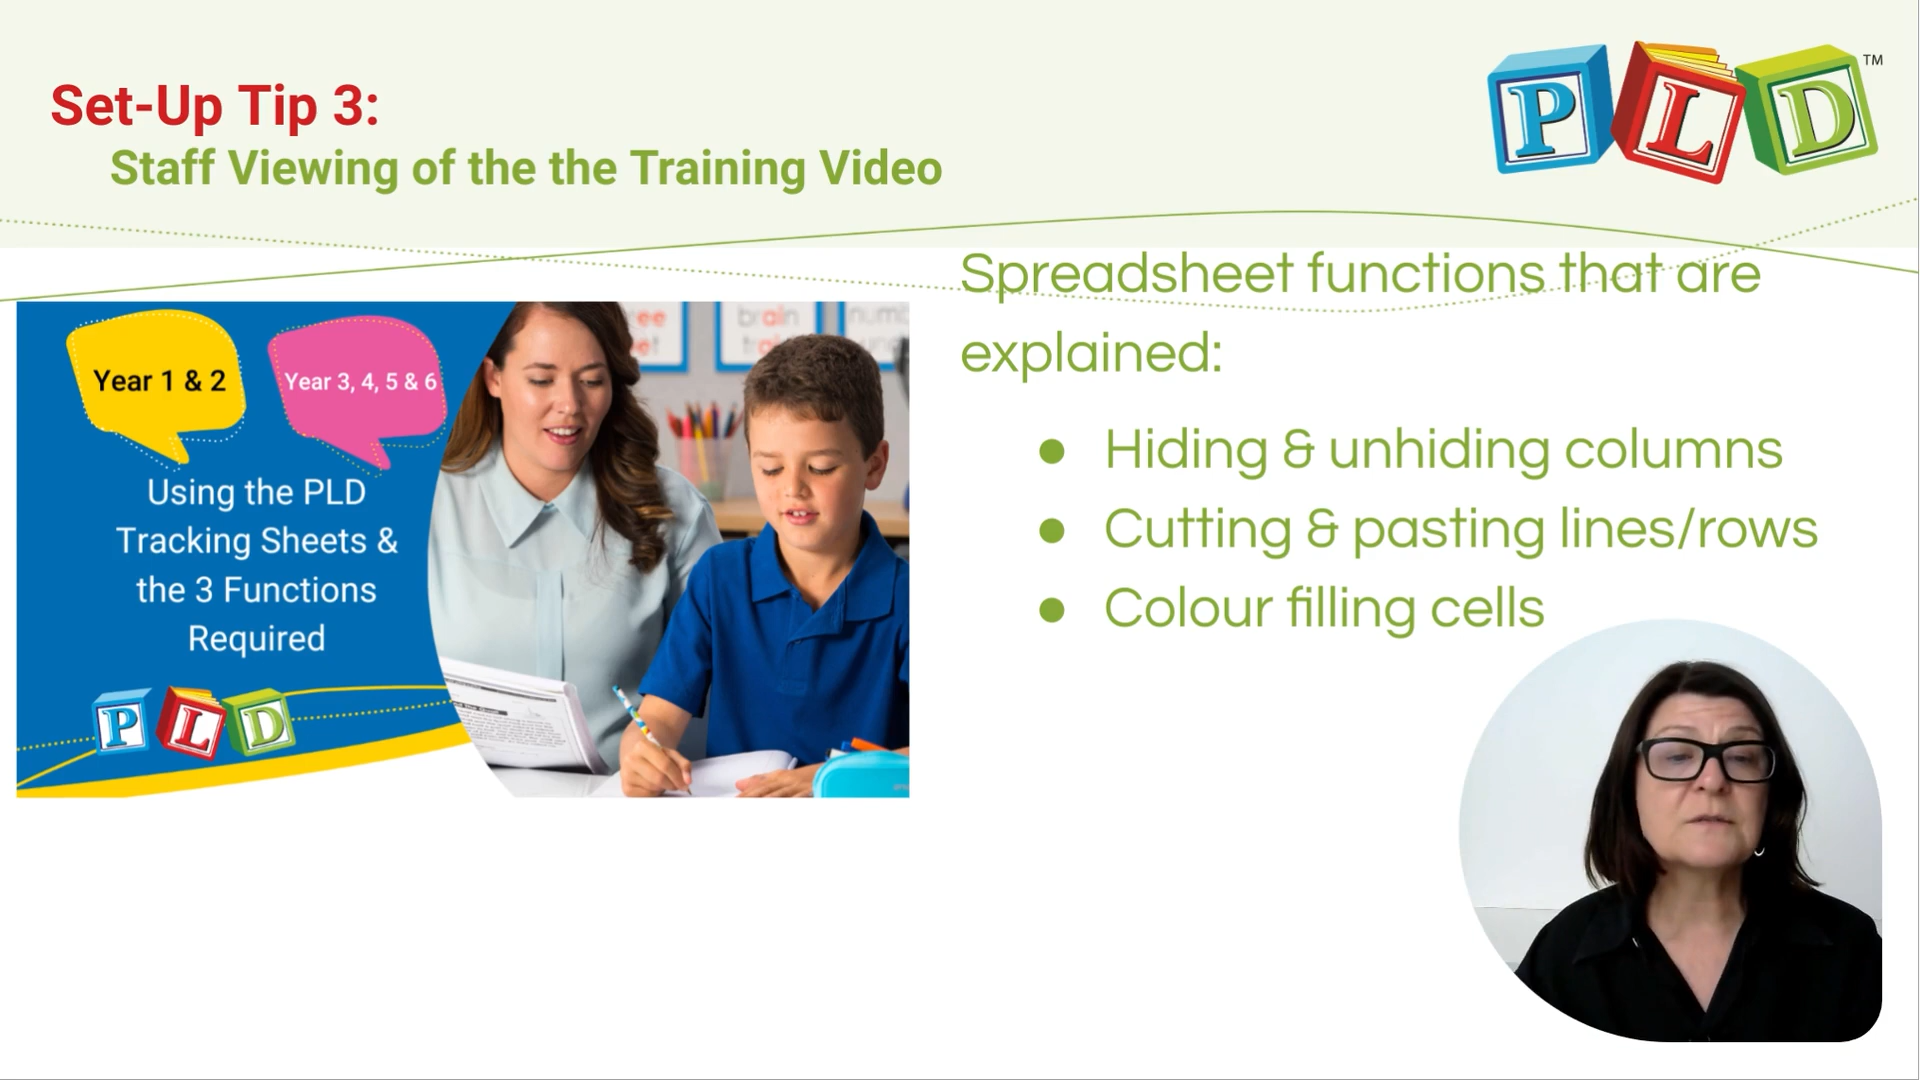 Set-Up Tip 3:
Staff Viewing of the the Training Video
PLD™
Spreadsheet functions that are
explained:
● Hiding & unhiding columns
● Cutting & pasting lines/rows
● Colour filling cells
Year 1 & 2
Year 3, 4, 5 & 6
Using the PLD
Tracking Sheets &
the 3 Functions
Required
PLD
brain